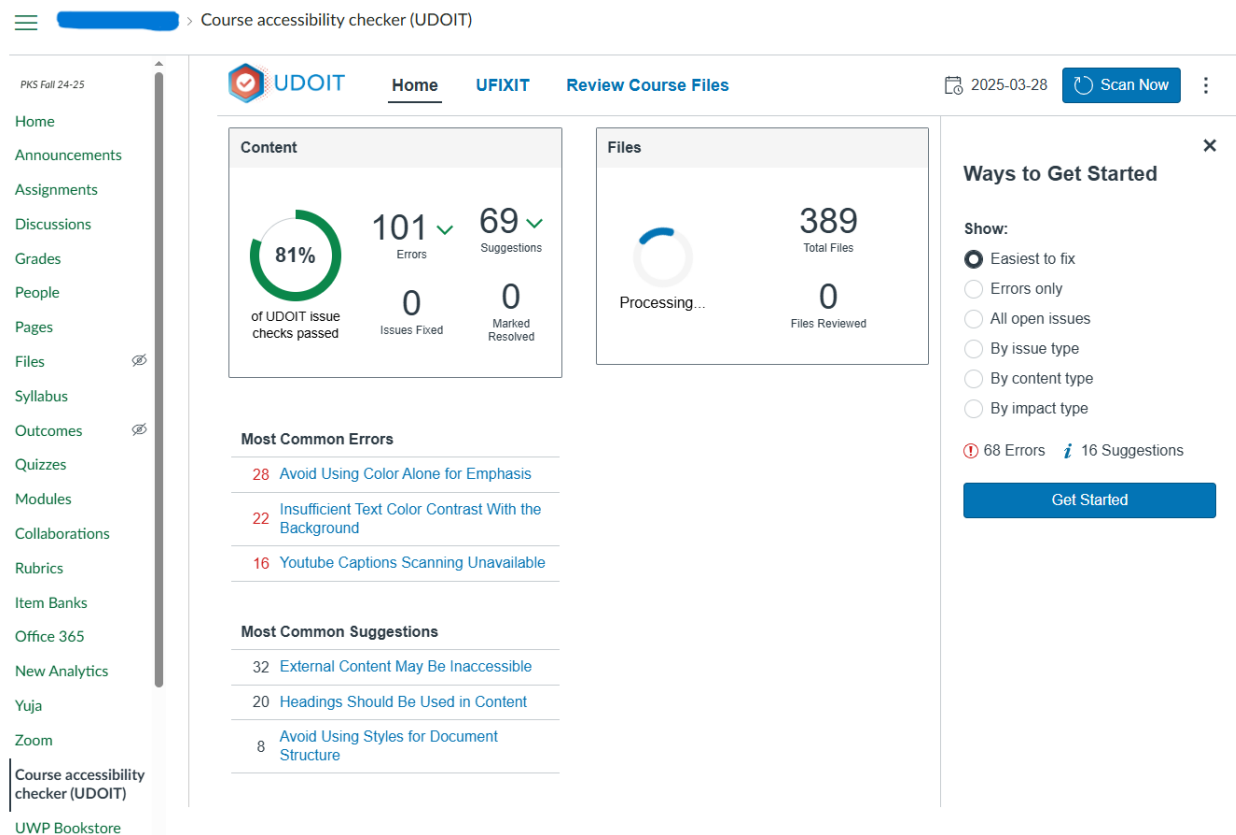 Course accessibility checker (UDOIT)
PKS Fall 24-25
Home
Announcements
Assignments
Discussions
Grades
People
Pages
Files
Syllabus
Outcomes
Quizzes
Modules
Collaborations
Rubrics
Item Banks
Office 365
New Analytics
Yuja
Zoom
Course accessibility
checker (UDOIT)
UWP Bookstore
UDOIT
Home
UFIXIT
Review Course Files
2025-03-28
Scan Now
Content
81%
of UDOIT issue
checks passed
101
Errors
69
Suggestions
0
Issues Fixed
0
Marked
Resolved
Files
Processing...
389
Total Files
0
Files Reviewed
Most Common Errors
28 Avoid Using Color Alone for Emphasis
22 Insufficient Text Color Contrast With the
Background
16 Youtube Captions Scanning Unavailable
Most Common Suggestions
32 External Content May Be Inaccessible
20 Headings Should Be Used in Content
8 Avoid Using Styles for Document
Structure
Ways to Get Started
Show:
Easiest to fix
Errors only
All open issues
By issue type
By content type
By impact type
68 Errors i 16 Suggestions
Get Started